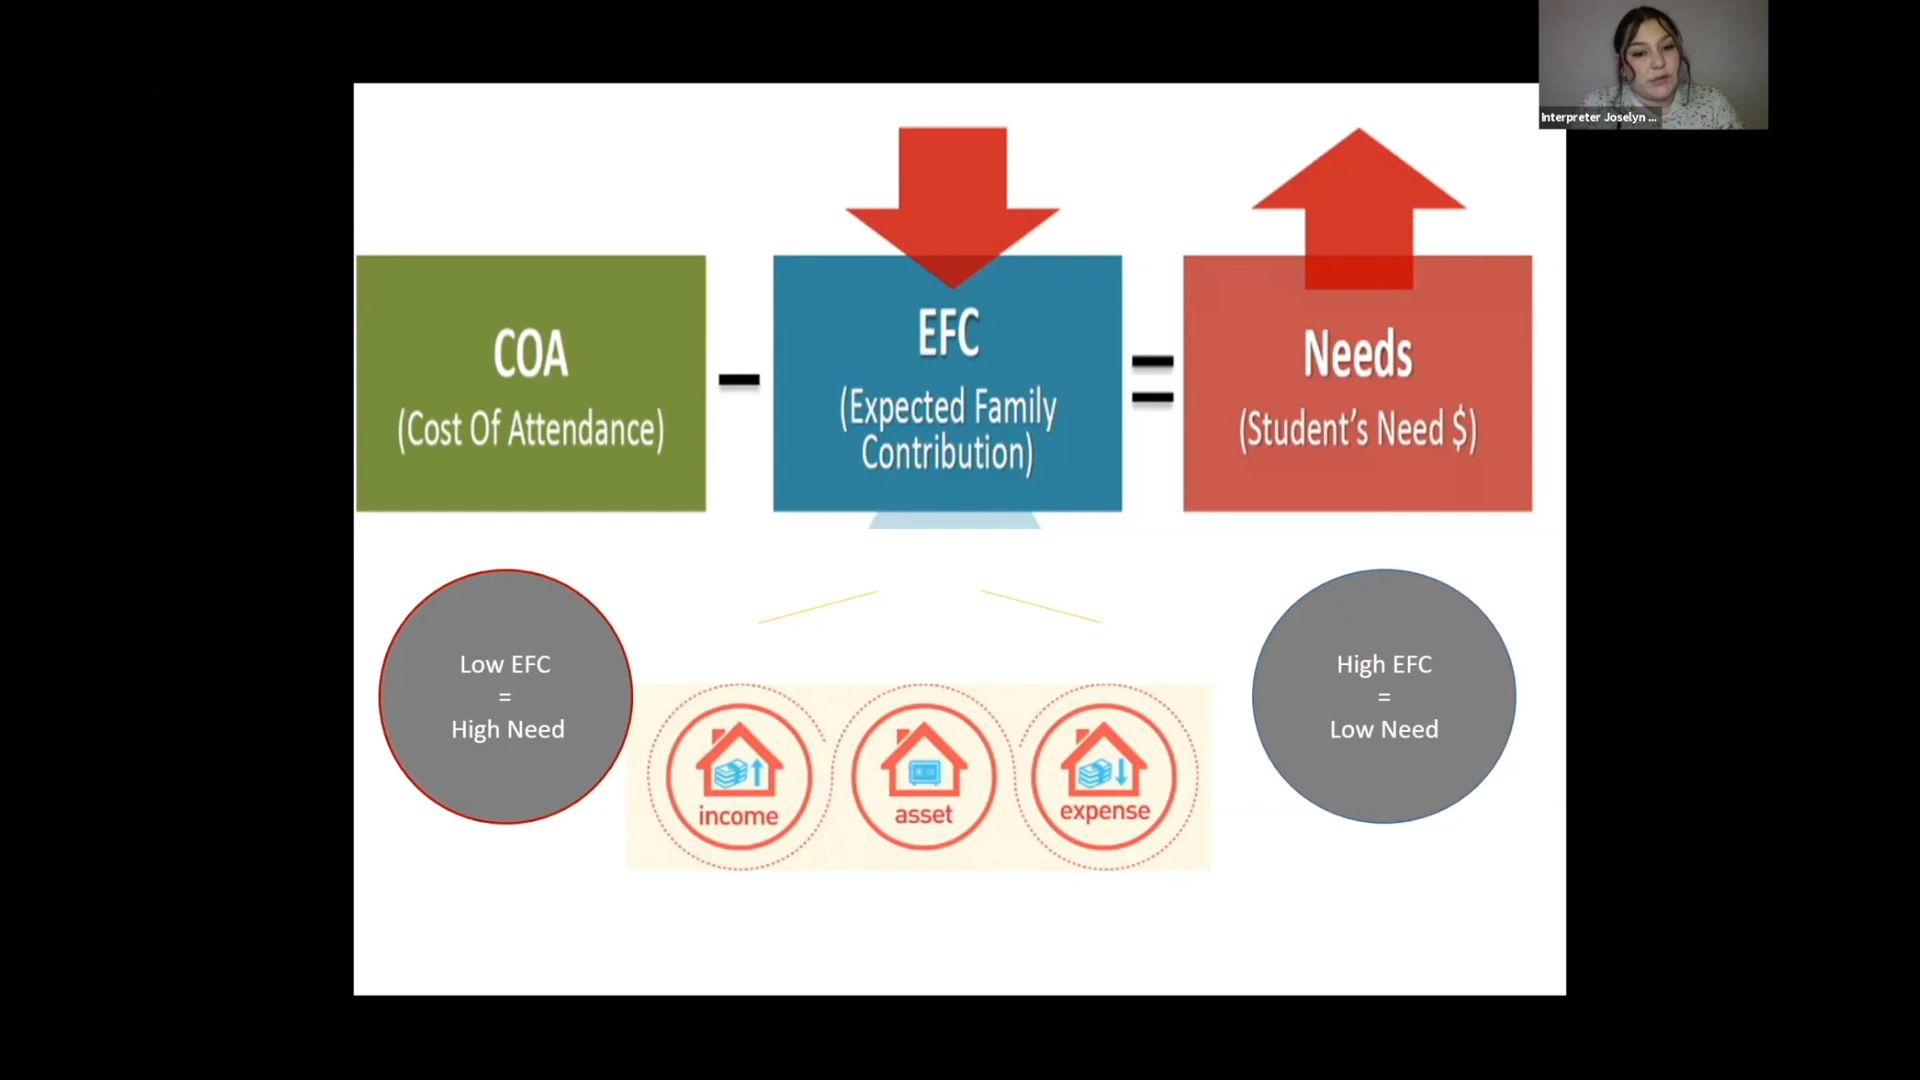 Interpreter Joselyn ...
COA
(Cost Of Attendance)
-
EFC
(Expected Family
Contribution)
=
Needs
(Student's Need $)
Low EFC
=
High Need
income
asset
expense
High EFC
=
Low Need